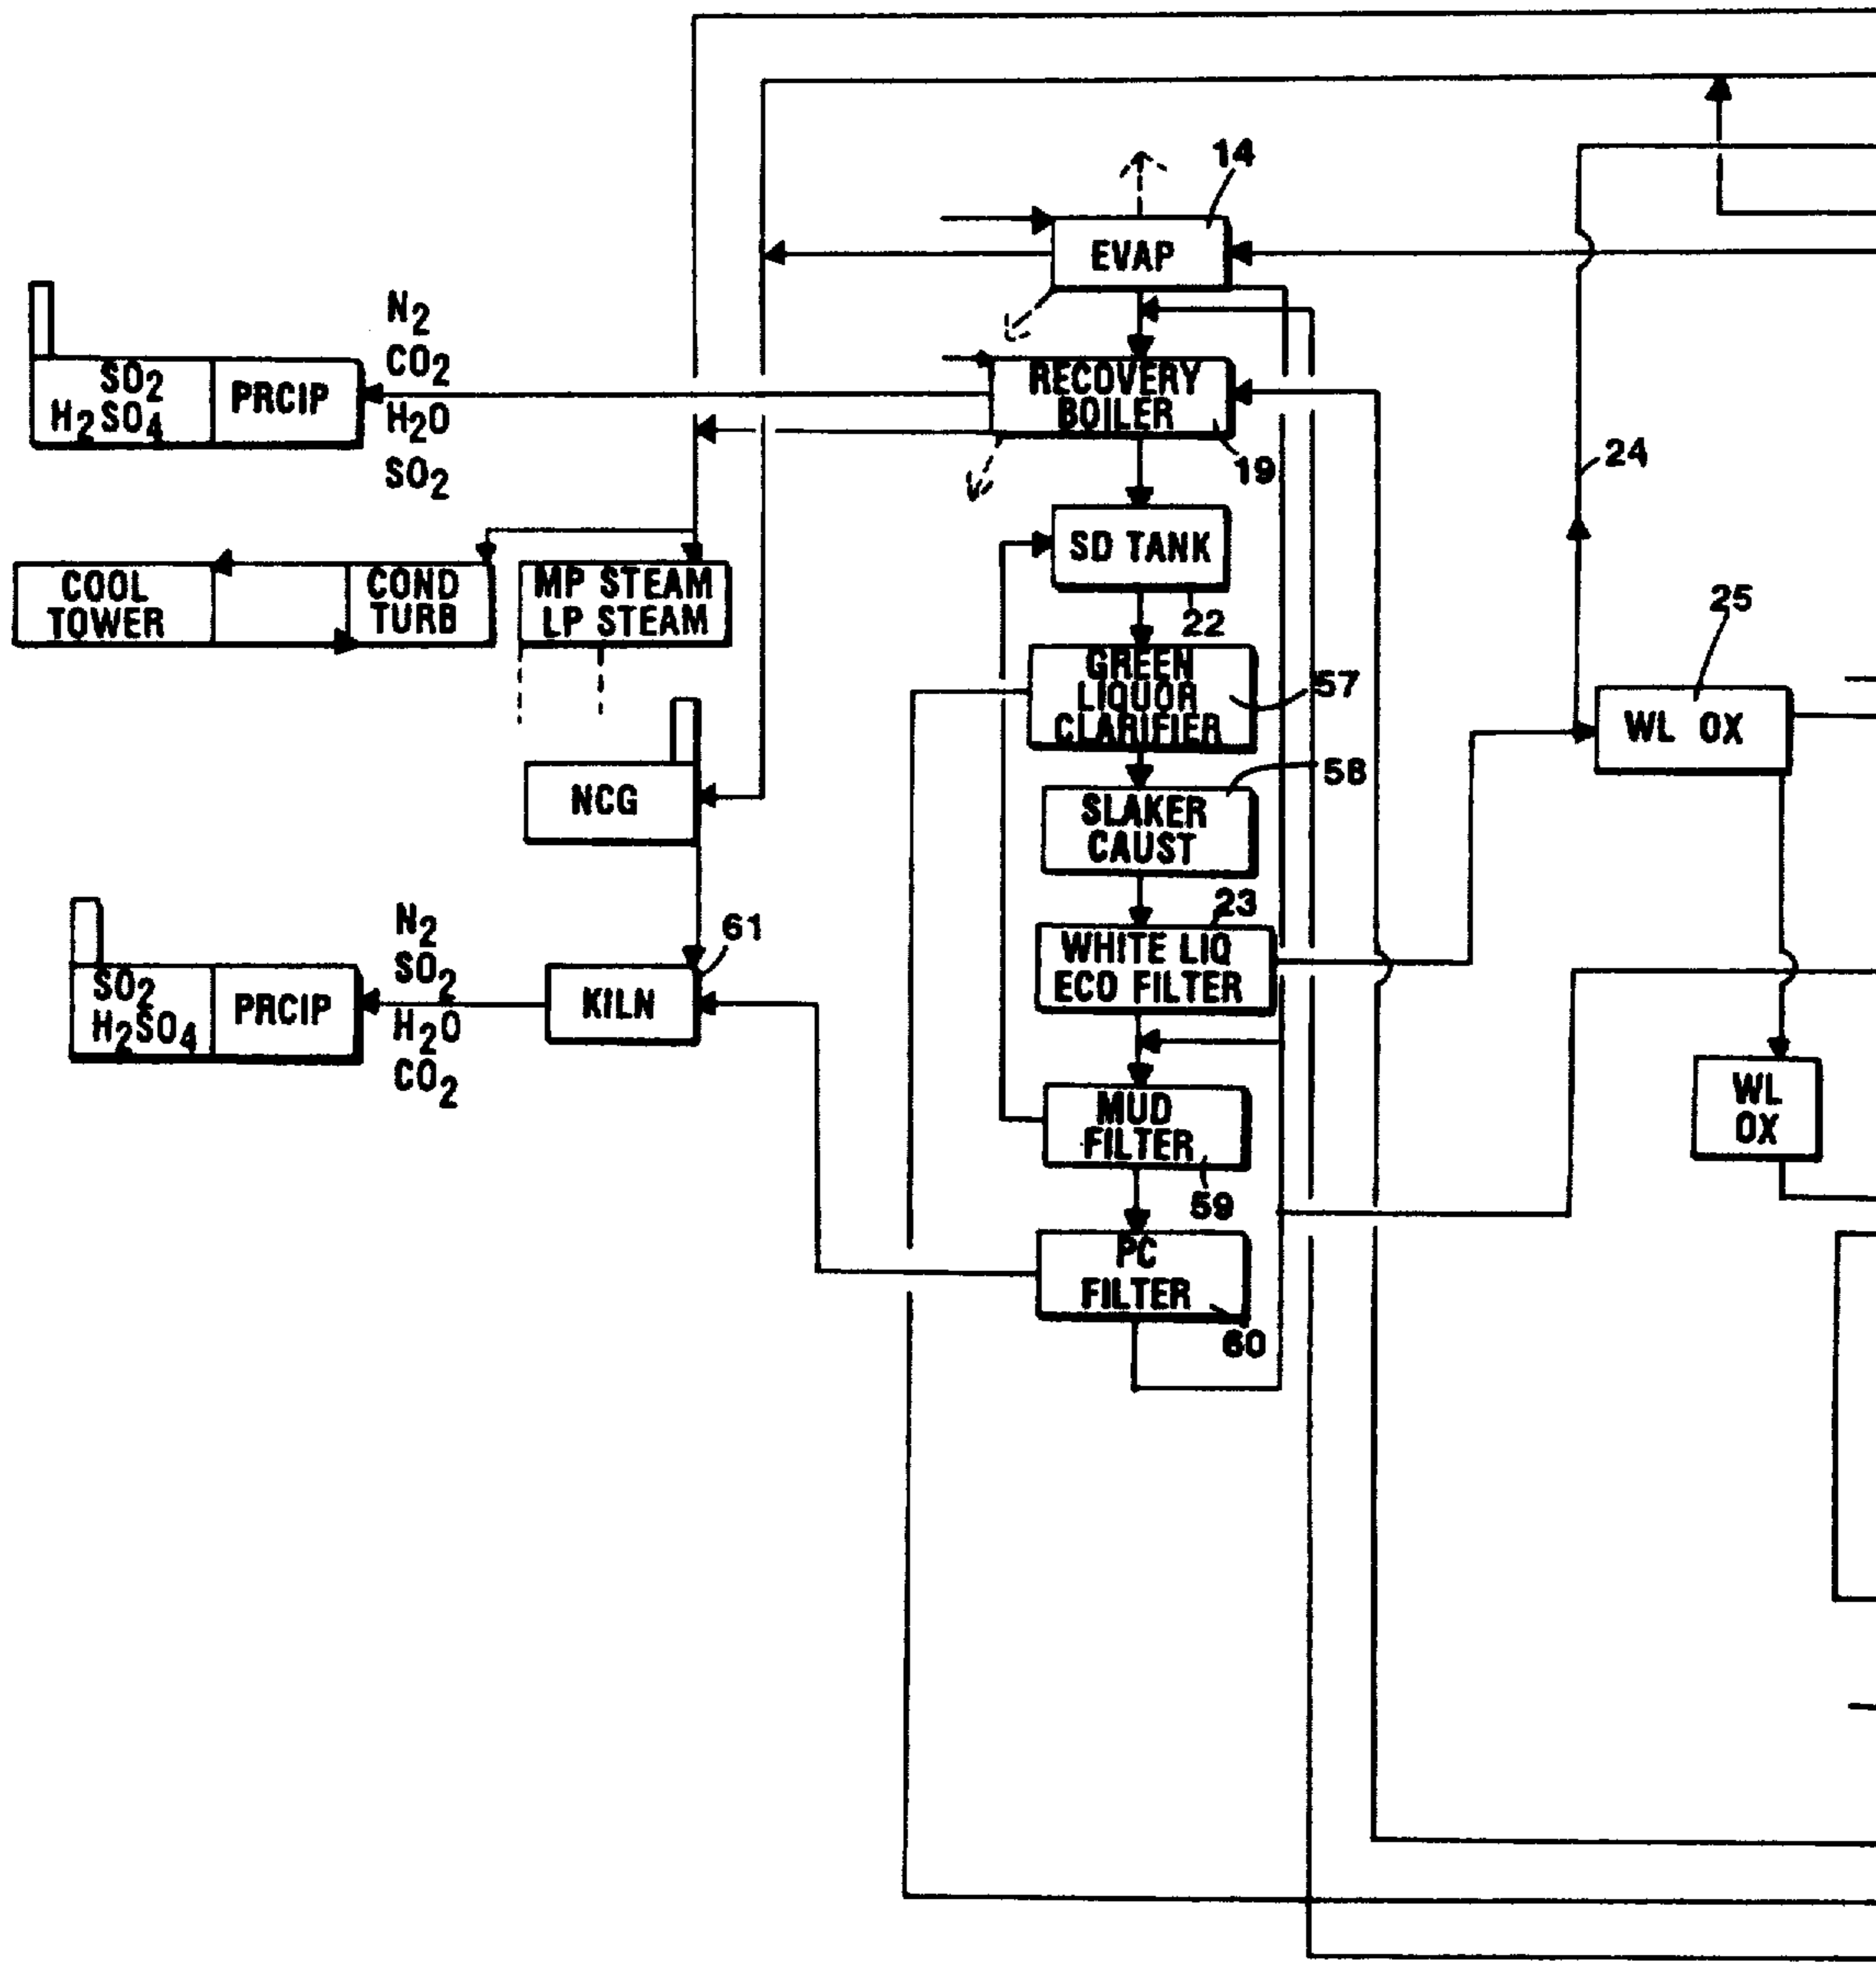 14
EVAP
N2
CO2
H2O
SO2
SO2
H2SO4
PRCIP
RECOVERY
BOILER
19
24
SD TANK
22
COOL
TOWER
COND
TURB
MP STEAM
LP STEAM
25
WL OX
GREEN
LIQUOR
CLARIFIER
57
NCG
SLAKER
CAUST
58
23
WHITE LIQ
ECO FILTER
61
N2
SO2
H2O
CO2
SO2
H2SO4
PRCIP
KILN
WL
OX
MUD
FILTER
59
PC
FILTER
60